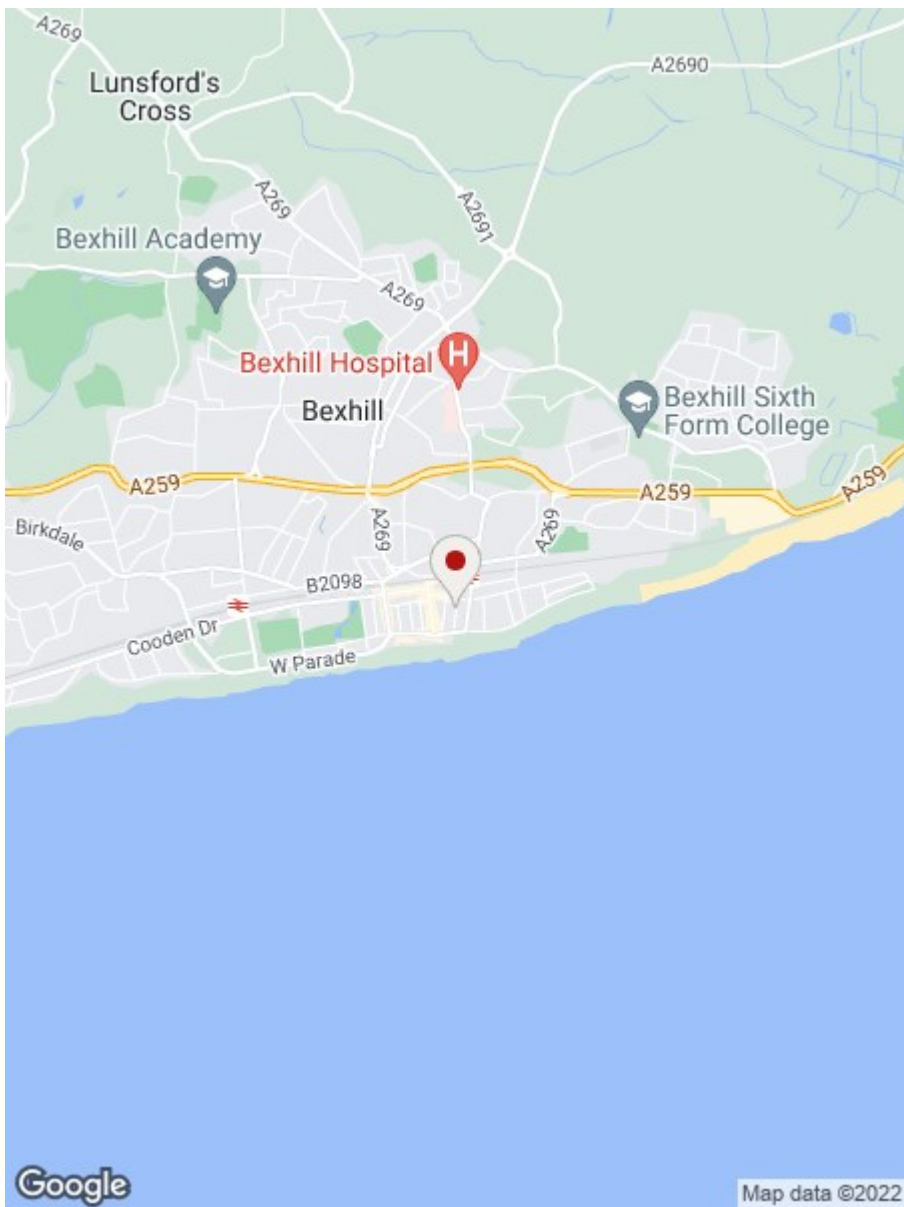 A269
A2690
Lunsford's
Cross
A269
A2691
Bexhill Academy
A269
Bexhill Hospital
H
Bexhill
Bexhill Sixth
Form College
A259
A259
A259
Birkdale
A269
A269
B2098
Cooden Dr
W Parade
Google
Map data ©2022